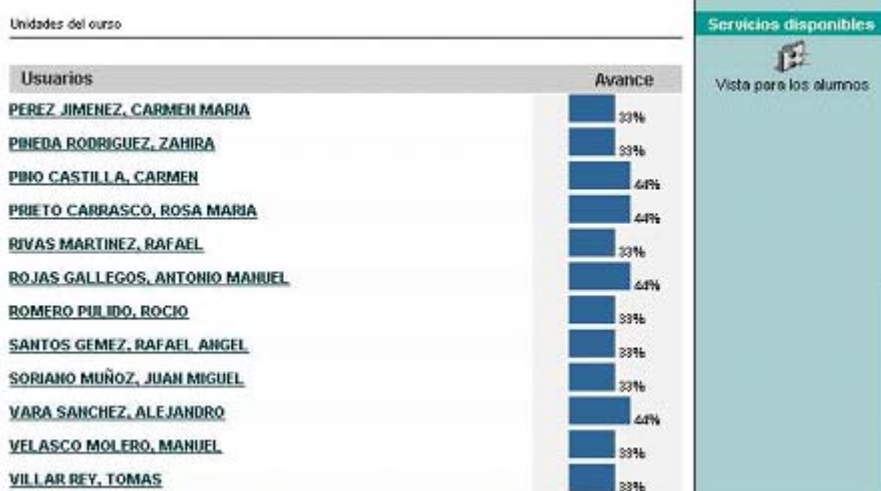 Unidades del curso
Usuarios Avance
PEREZ JIMENEZ, CARMEN MARIA 33%
PINEDA RODRIGUEZ, ZAHIRA 33%
PINO CASTILLA, CARMEN 44%
PRIETO CARRASCO, ROSA MARIA 44%
RIVAS MARTINEZ, RAFAEL 33%
ROJAS GALLEGOS, ANTONIO MANUEL 44%
ROMERO PULIDO, ROCIO 33%
SANTOS GEMEZ, RAFAEL ANGEL 33%
SORIANO MUÑOZ, JUAN MIGUEL 33%
VARA SANCHEZ, ALEJANDRO 44%
VELASCO MOLERO, MANUEL 33%
VILLAR REY, TOMAS 33%
Servicios disponibles
Vista para los alumnos